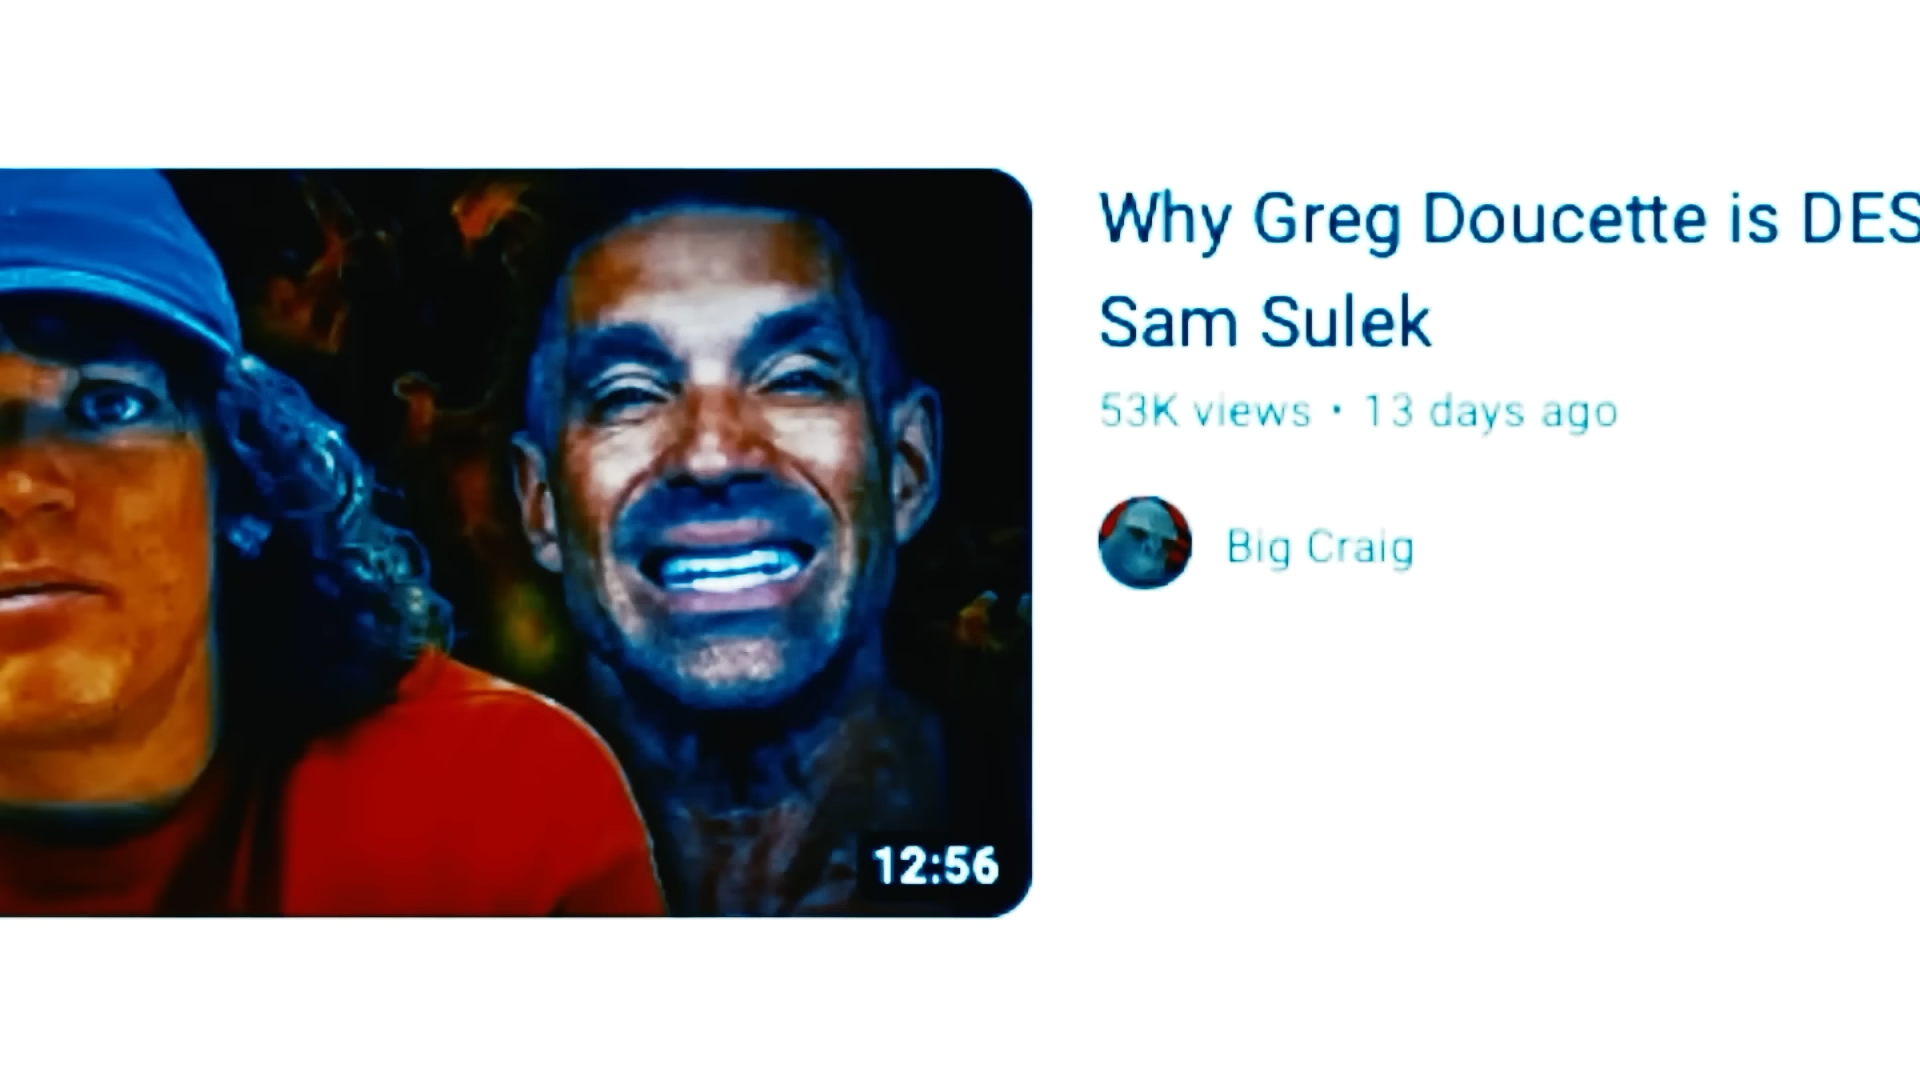 Why Greg Doucette is DES
Sam Sulek
53K views • 13 days ago
Big Craig
12:56